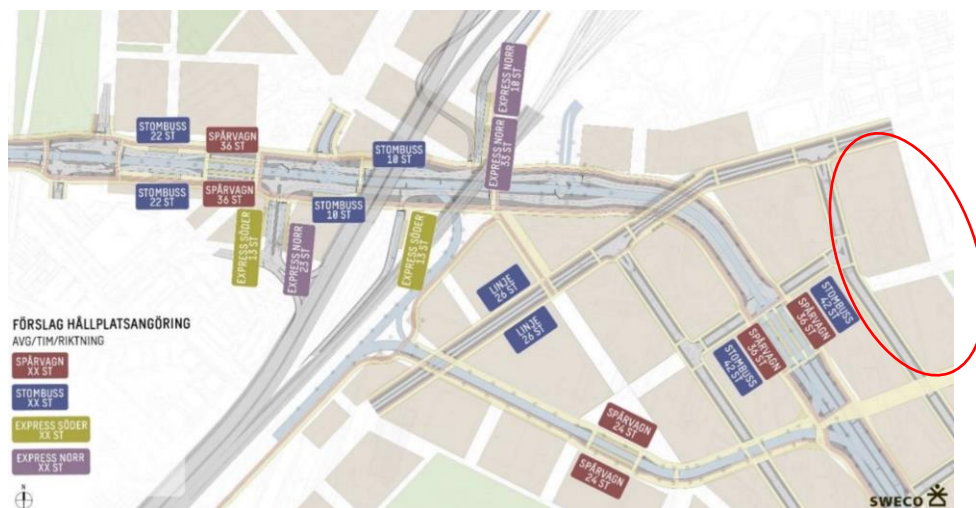 EXPRESS NORR
10 ST
EXPRESS NORR
33 ST
STOMBUSS
22 ST
SPÅRVAGN
36 ST
STOMBUSS
10 ST
STOMBUSS
22 ST
SPÅRVAGN
36 ST
STOMBUSS
10 ST
EXPRESS SÖDER
13 ST
EXPRESS NORR
23 ST
EXPRESS SÖDER
13 ST
LINJE
26 ST
LINJE
26 ST
STOMBUSS
42 ST
SPÅRVAGN
36 ST
SPÅRVAGN
36 ST
STOMBUSS
42 ST
SPÅRVAGN
24 ST
SPÅRVAGN
24 ST
FÖRSLAG HÅLLPLATSANGÖRING
AVG/TIM/RIKTNING
SPÅRVAGN
XX ST
STOMBUSS
XX ST
EXPRESS SÖDER
XX ST
EXPRESS NORR
XX ST
N
SWECO